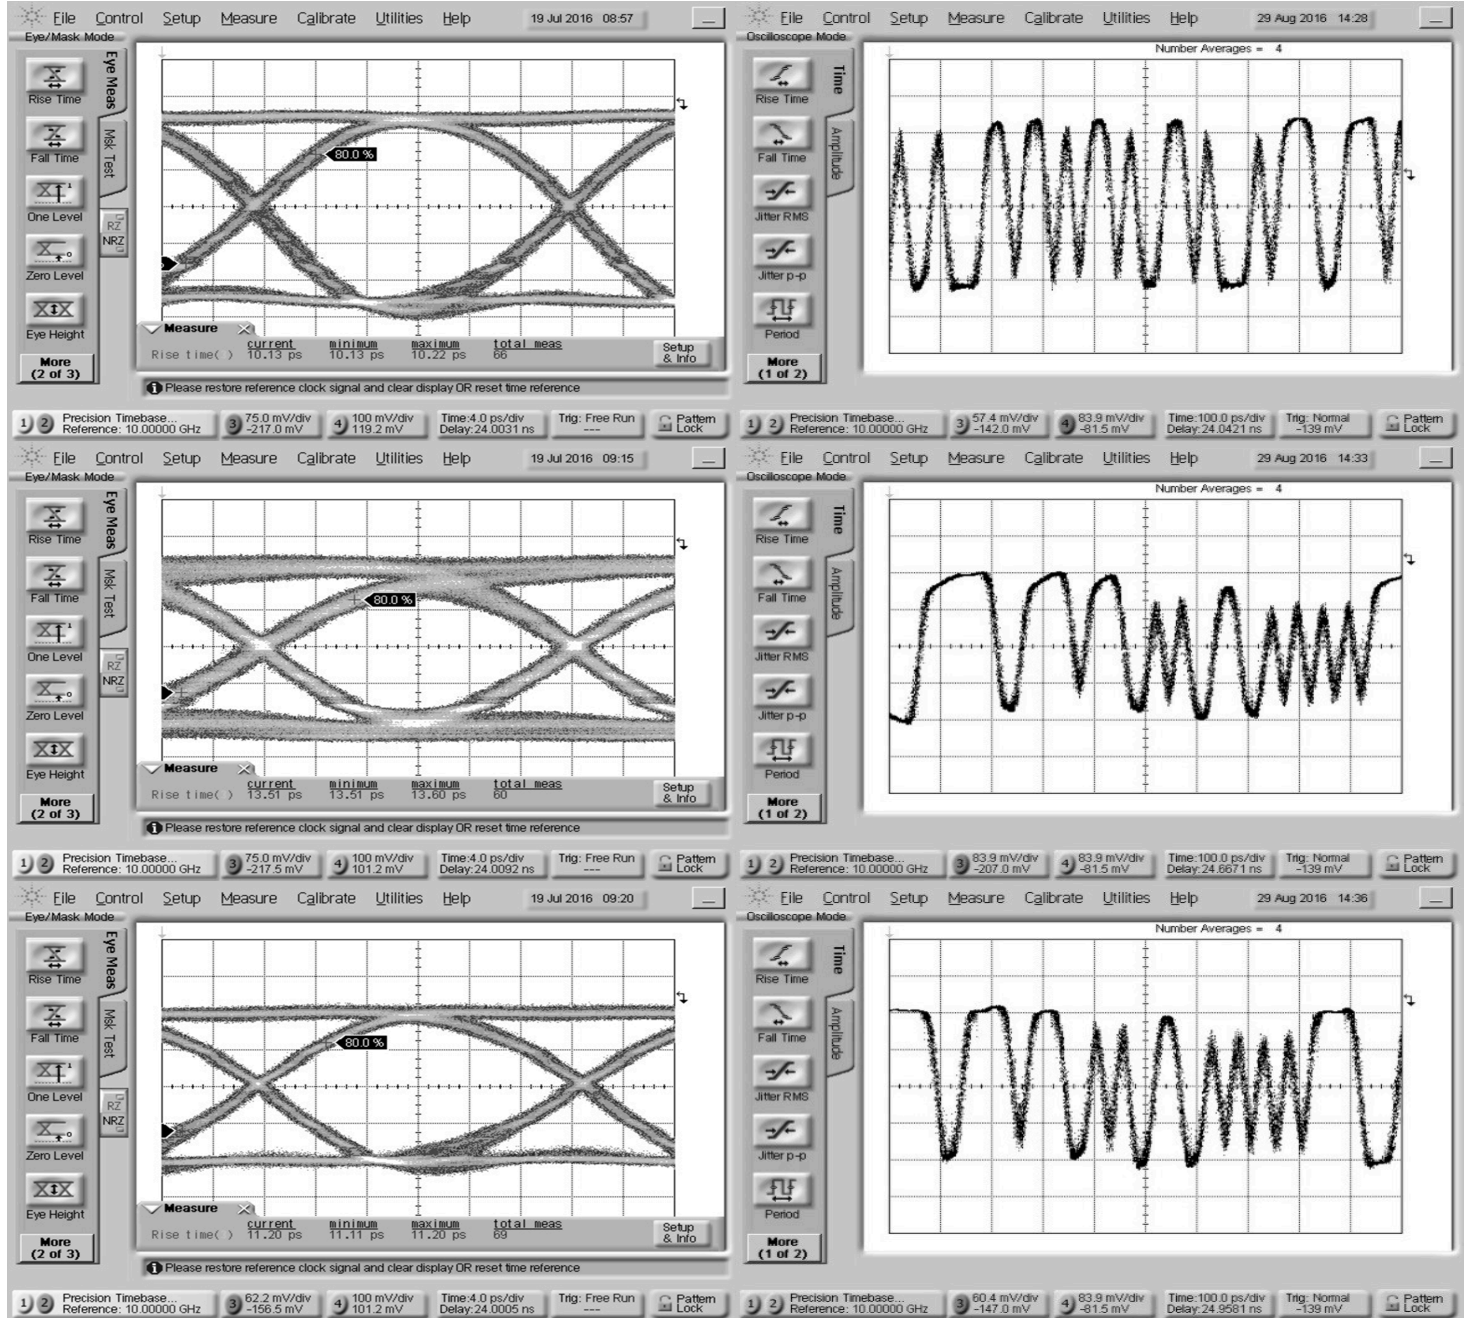 File Control Setup Measure Calibrate Utilities Help 19 Jul 2016 08:57
Eye/Mask Mode
Eye Meas
Msk Test
Rise Time
Fall Time
One Level
RZ
NRZ
Zero Level
Eye Height
More
(2 of 3)
80.0 %
Measure
current minimum maximum total meas
Rise time( ) 10.13 ps 10.13 ps 10.22 ps 66
Setup
& Info
Please restore reference clock signal and clear display OR reset time reference
1 2 Precision Timebase... 3 75.0 mV/div 4 100 mV/div Time:4.0 ps/div Trig: Free Run Pattern
Reference: 10.00000 GHz -217.0 mV 119.2 mV Delay:24.0031 ns --- Lock
File Control Setup Measure Calibrate Utilities Help 29 Aug 2016 14:28
Oscilloscope Mode
Number Averages = 4
Time
Amplitude
Rise Time
Fall Time
Jitter RMS
Jitter p-p
Period
More
(1 of 2)
1 2 Precision Timebase... 3 57.4 mV/div 4 83.9 mV/div Time:100.0 ps/div Trig: Normal Pattern
Reference: 10.00000 GHz -142.0 mV -81.5 mV Delay:24.0421 ns -139 mV Lock
File Control Setup Measure Calibrate Utilities Help 19 Jul 2016 09:15
Eye/Mask Mode
Eye Meas
Msk Test
Rise Time
Fall Time
One Level
RZ
NRZ
Zero Level
Eye Height
More
(2 of 3)
80.0 %
Measure
current minimum maximum total meas
Rise time( ) 13.51 ps 13.51 ps 13.60 ps 60
Setup
& Info
Please restore reference clock signal and clear display OR reset time reference
1 2 Precision Timebase... 3 75.0 mV/div 4 100 mV/div Time:4.0 ps/div Trig: Free Run Pattern
Reference: 10.00000 GHz -217.5 mV 101.2 mV Delay:24.0092 ns --- Lock
File Control Setup Measure Calibrate Utilities Help 29 Aug 2016 14:33
Oscilloscope Mode
Number Averages = 4
Time
Amplitude
Rise Time
Fall Time
Jitter RMS
Jitter p-p
Period
More
(1 of 2)
1 2 Precision Timebase... 3 83.9 mV/div 4 83.9 mV/div Time:100.0 ps/div Trig: Normal Pattern
Reference: 10.00000 GHz -207.0 mV -81.5 mV Delay:24.6671 ns -139 mV Lock
File Control Setup Measure Calibrate Utilities Help 19 Jul 2016 09:20
Eye/Mask Mode
Eye Meas
Msk Test
Rise Time
Fall Time
One Level
RZ
NRZ
Zero Level
Eye Height
More
(2 of 3)
80.0 %
Measure
current minimum maximum total meas
Rise time( ) 11.20 ps 11.11 ps 11.20 ps 69
Setup
& Info
Please restore reference clock signal and clear display OR reset time reference
1 2 Precision Timebase... 3 62.2 mV/div 4 100 mV/div Time:4.0 ps/div Trig: Free Run Pattern
Reference: 10.00000 GHz -156.5 mV 101.2 mV Delay:24.0005 ns --- Lock
File Control Setup Measure Calibrate Utilities Help 29 Aug 2016 14:36
Oscilloscope Mode
Number Averages = 4
Time
Amplitude
Rise Time
Fall Time
Jitter RMS
Jitter p-p
Period
More
(1 of 2)
1 2 Precision Timebase... 3 60.4 mV/div 4 83.9 mV/div Time:100.0 ps/div Trig: Normal Pattern
Reference: 10.00000 GHz -147.0 mV -81.5 mV Delay:24.9581 ns -139 mV Lock